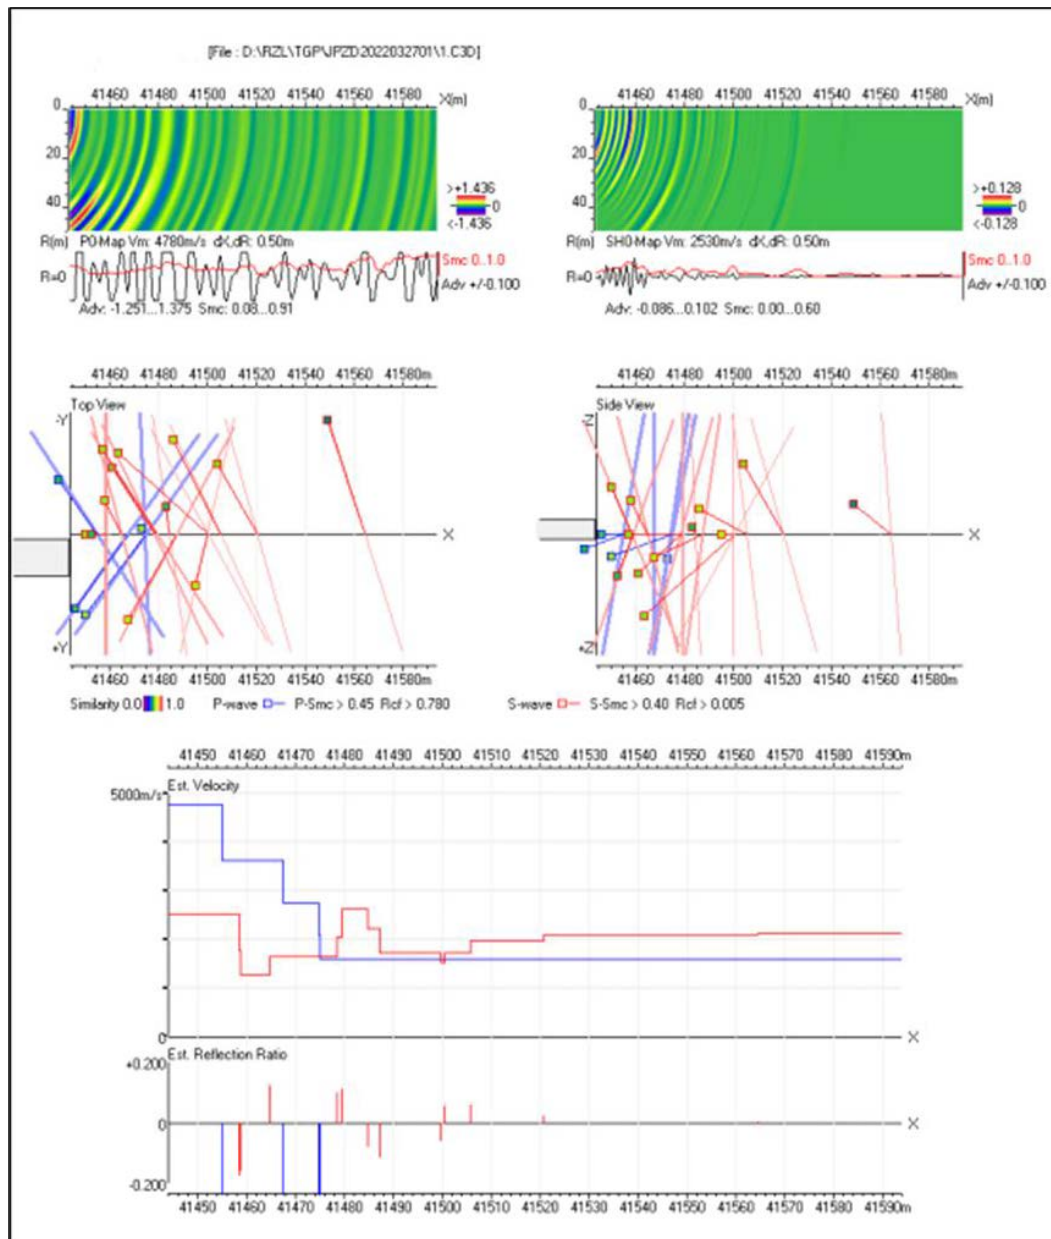 [File : D:\RZL\TGP\JPZD2022032701\1.C3D]
41460 41480 41500 41520 41540 41560 41580 X(m)
0
20
40
R(m)
>+1.436
0
<-1.436
P0-Map Vm: 4780m/s dX,dR: 0.50m
R=0
Smc 0..1.0
Adv +/-0.100
Adv: -1.251...1.375 Smc: 0.08...0.91
41460 41480 41500 41520 41540 41560 41580 X(m)
0
20
40
R(m)
>+0.128
0
<-0.128
SH0-Map Vm: 2530m/s dX,dR: 0.50m
R=0
Smc 0..1.0
Adv +/-0.100
Adv: -0.086...0.102 Smc: 0.00...0.60
41460 41480 41500 41520 41540 41560 41580m
Top View
-Y
X
+Y
41460 41480 41500 41520 41540 41560 41580m
41460 41480 41500 41520 41540 41560 41580m
Side View
-Z
X
+Z
41460 41480 41500 41520 41540 41560 41580m
Similarity 0.0 1.0 P-wave P-Smc > 0.45 Rcf > 0.780 S-wave S-Smc > 0.40 Rcf > 0.005
41450 41460 41470 41480 41490 41500 41510 41520 41530 41540 41550 41560 41570 41580 41590m
Est. Velocity
5000m/s
0
X
Est. Reflection Ratio
+0.200
0
X
-0.200
41450 41460 41470 41480 41490 41500 41510 41520 41530 41540 41550 41560 41570 41580 41590m